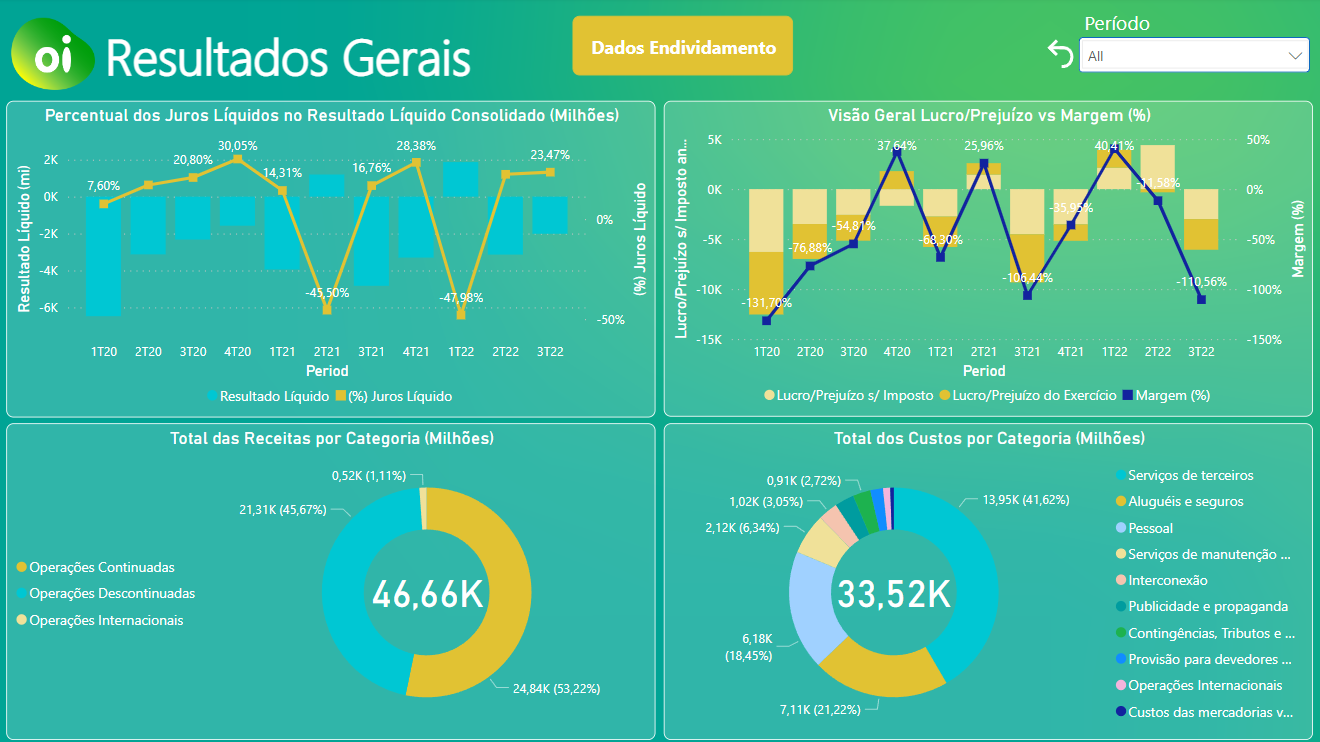 oi
Resultados Gerais
Dados Endividamento
Período
All
Percentual dos Juros Líquidos no Resultado Líquido Consolidado (Milhões)
Resultado Líquido (mi)
2K
0K
-2K
-4K
-6K
7,60%
20,80%
30,05%
14,31%
-45,50%
16,76%
28,38%
-47,98%
23,47%
0%
-50%
(%) Juros Líquido
1T20 2T20 3T20 4T20 1T21 2T21 3T21 4T21 1T22 2T22 3T22
Period
Resultado Líquido (%) Juros Líquido
Visão Geral Lucro/Prejuízo vs Margem (%)
Lucro/Prejuízo s/ Imposto an...
5K
0K
-5K
-10K
-15K
-131,70%
-76,88%
-54,81%
37,64%
-68,30%
25,96%
-106,44%
-35,95%
40,41%
-11,58%
-110,56%
50%
0%
-50%
-100%
-150%
Margem (%)
1T20 2T20 3T20 4T20 1T21 2T21 3T21 4T21 1T22 2T22 3T22
Period
Lucro/Prejuízo s/ Imposto Lucro/Prejuízo do Exercício Margem (%)
Total das Receitas por Categoria (Milhões)
0,52K (1,11%)
21,31K (45,67%)
46,66K
24,84K (53,22%)
Operações Continuadas
Operações Descontinuadas
Operações Internacionais
Total dos Custos por Categoria (Milhões)
0,91K (2,72%)
1,02K (3,05%)
2,12K (6,34%)
13,95K (41,62%)
33,52K
6,18K
(18,45%)
7,11K (21,22%)
Serviços de terceiros
Aluguéis e seguros
Pessoal
Serviços de manutenção ...
Interconexão
Publicidade e propaganda
Contingências, Tributos e ...
Provisão para devedores ...
Operações Internacionais
Custos das mercadorias v...